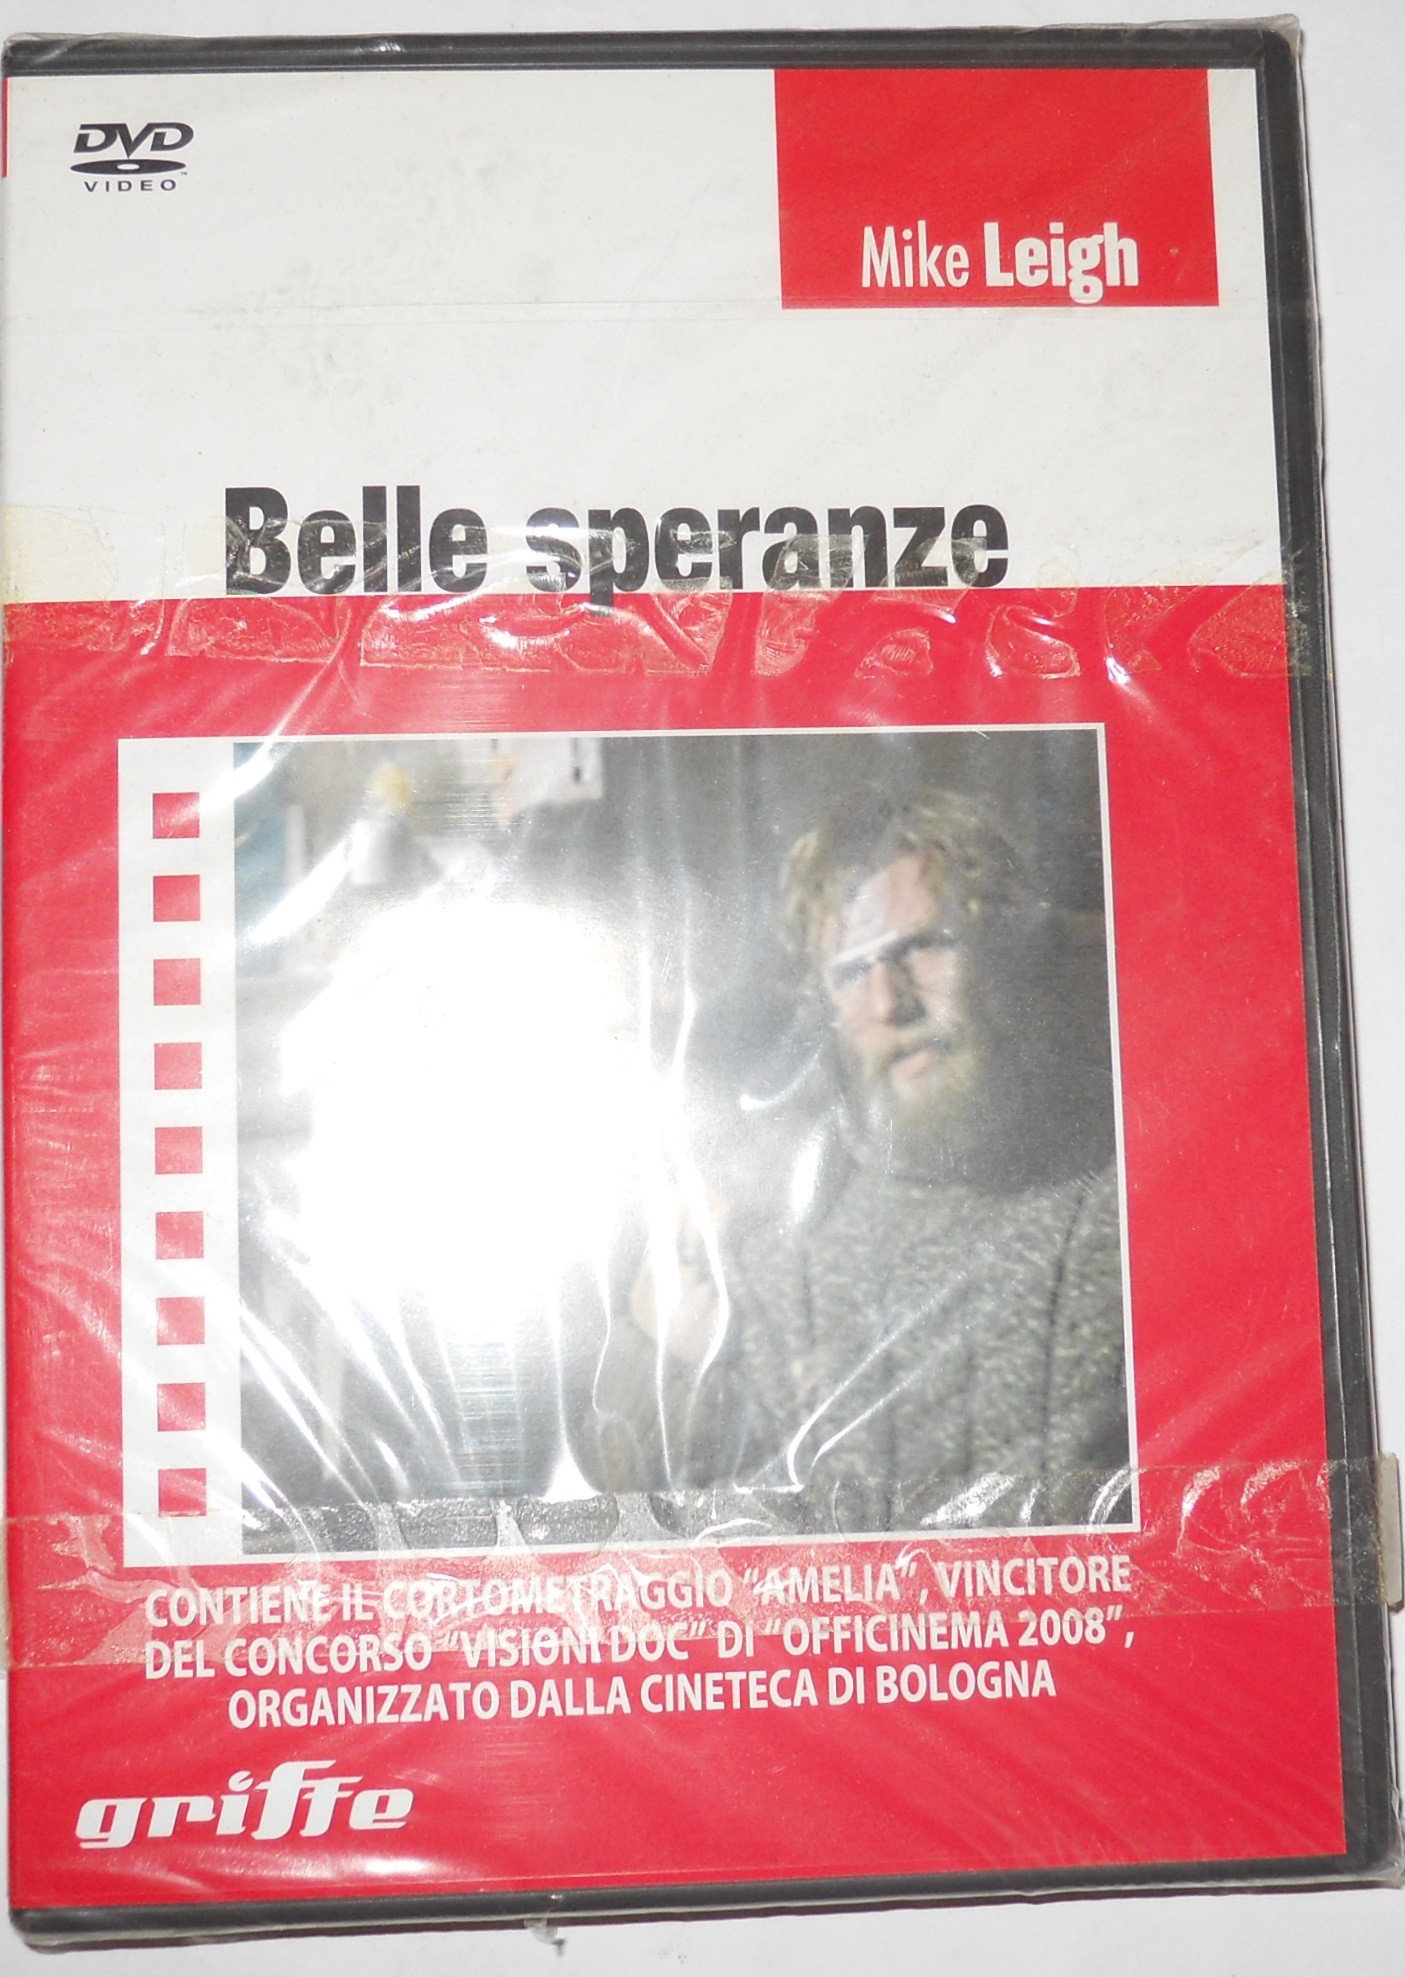 DVD
VIDEO™
Mike Leigh
Belle speranze
CONTIENE IL CORTOMETRAGGIO "AMELIA", VINCITORE
DEL CONCORSO "VISIONI DOC" DI "OFFICINEMA 2008",
ORGANIZZATO DALLA CINETECA DI BOLOGNA
griffe